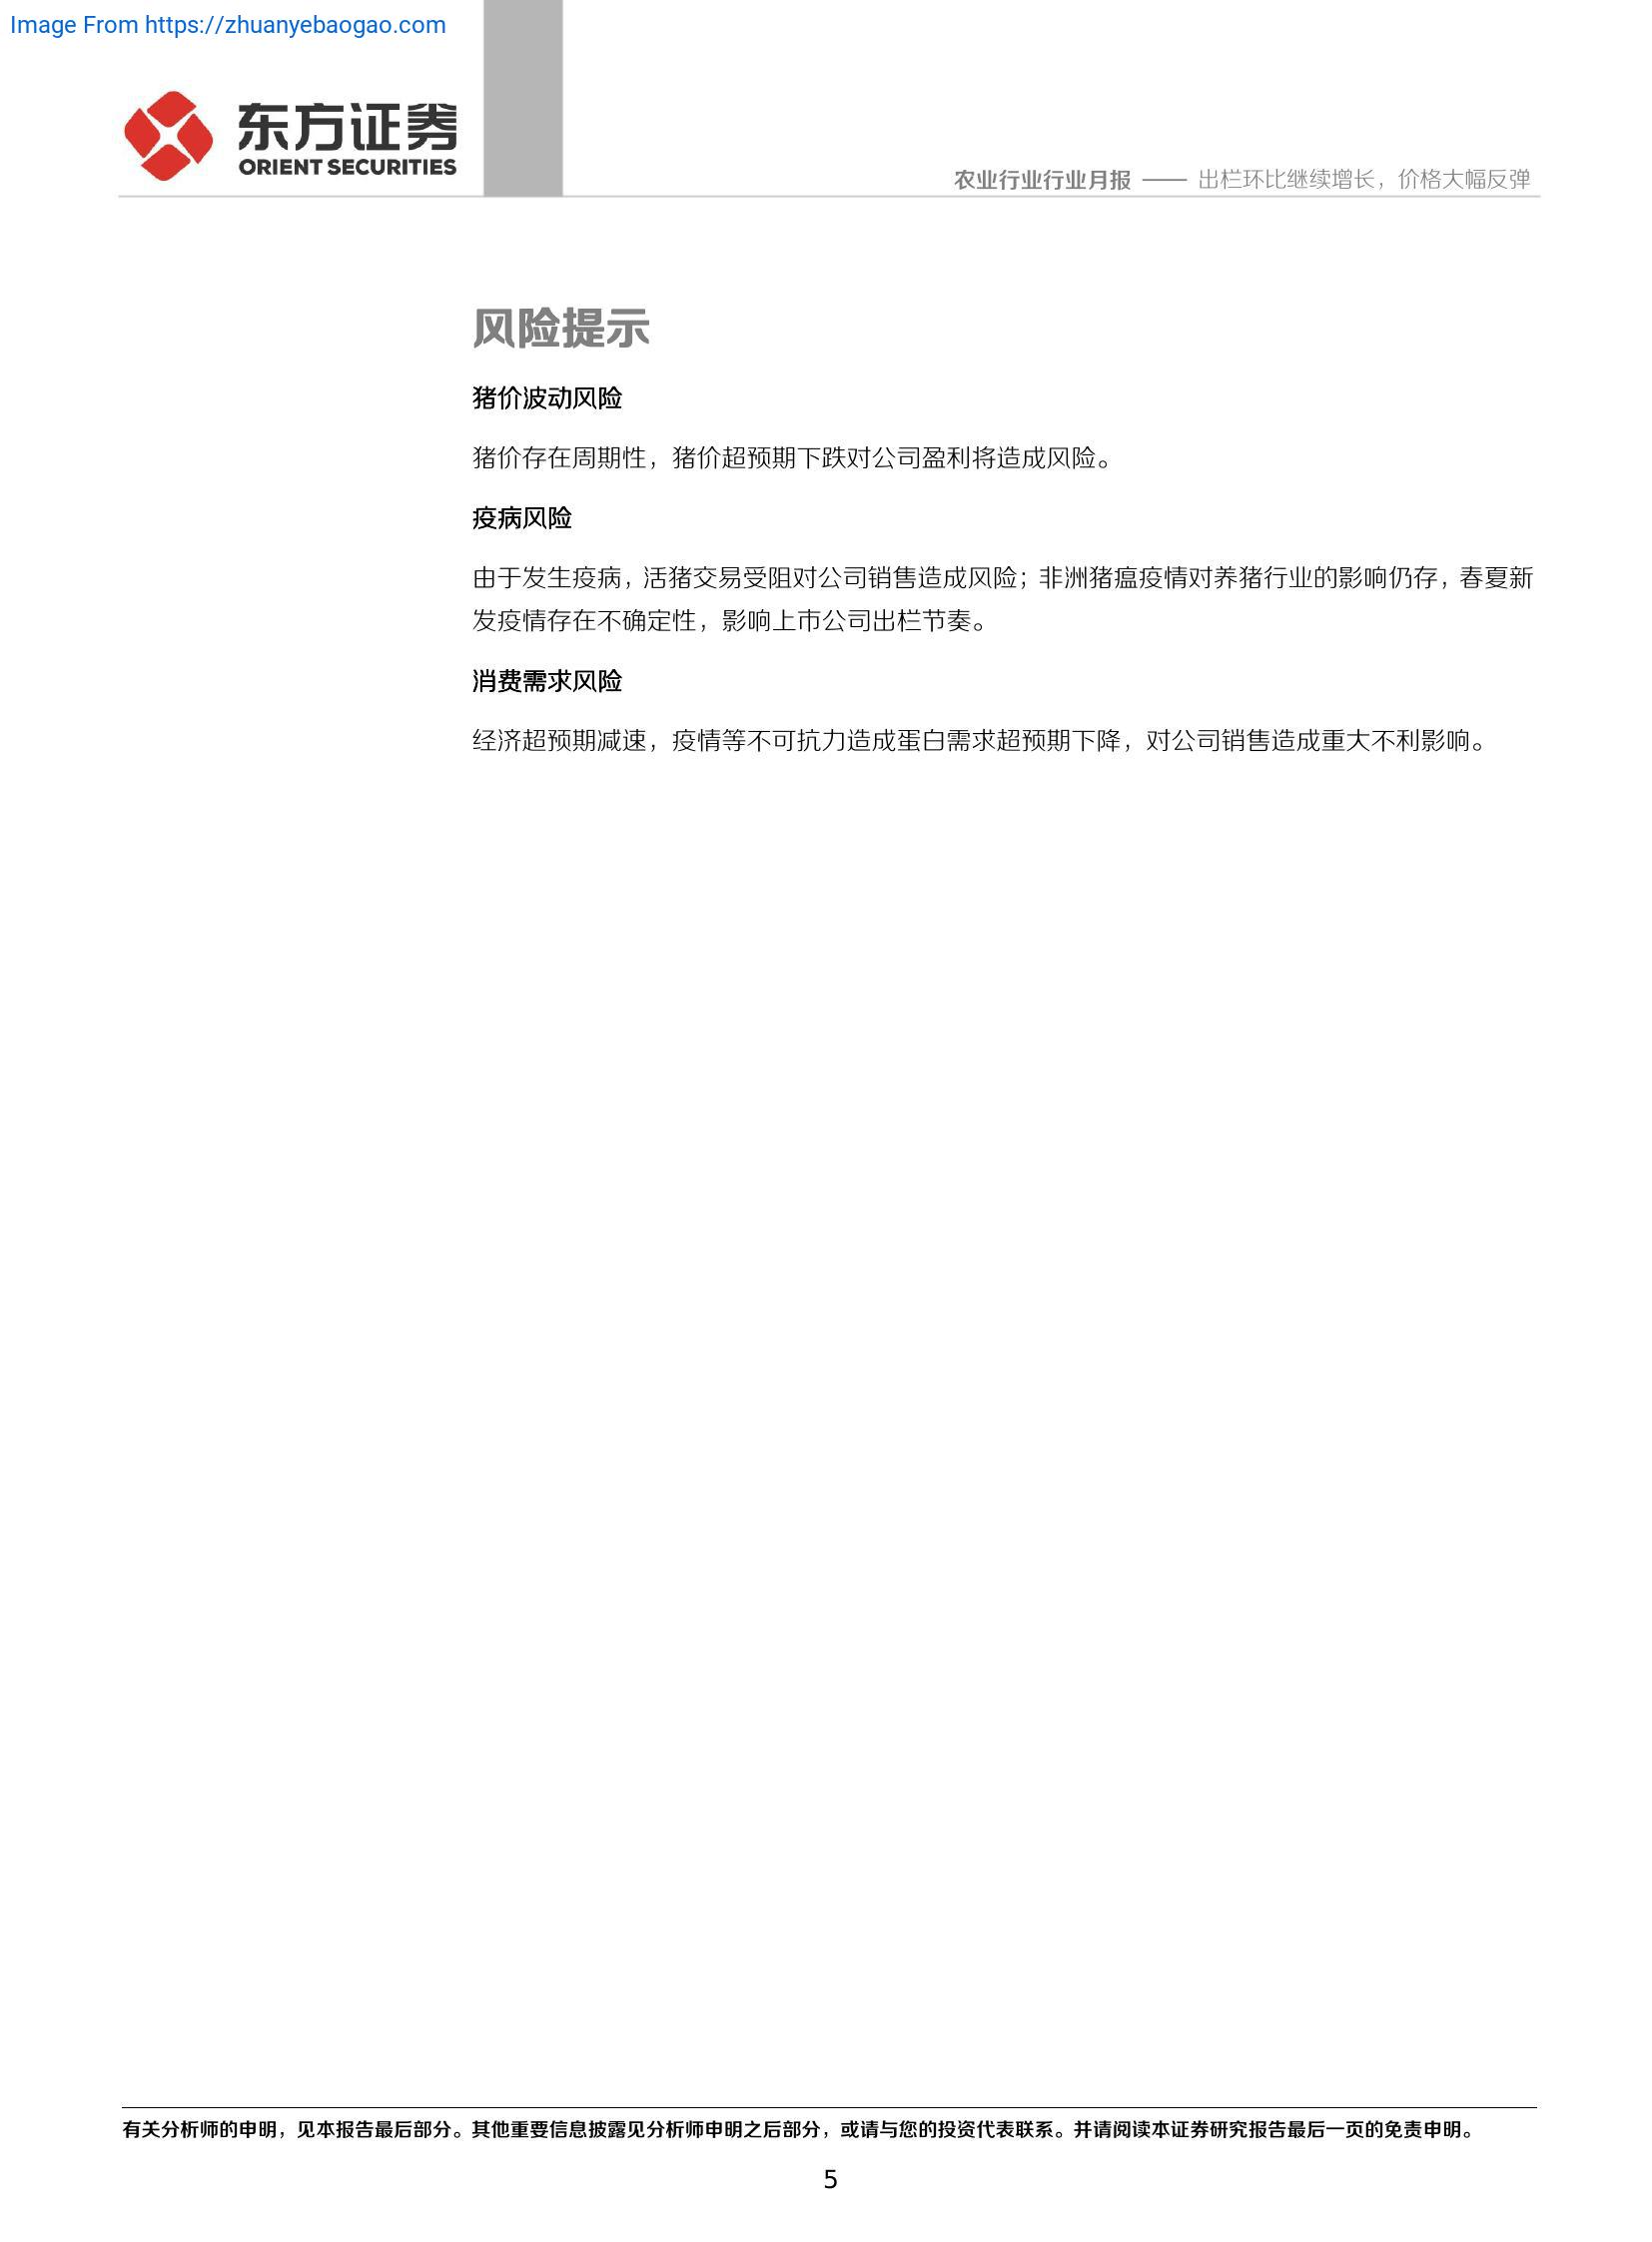 Image From https://zhuanyebaogao.com
东方证券
ORIENT SECURITIES
农业行业行业月报 —— 出栏环比继续增长，价格大幅反弹
风险提示
猪价波动风险
猪价存在周期性，猪价超预期下跌对公司盈利将造成风险。
疫病风险
由于发生疫病，活猪交易受阻对公司销售造成风险；非洲猪瘟疫情对养猪行业的影响仍存，春夏新
发疫情存在不确定性，影响上市公司出栏节奏。
消费需求风险
经济超预期减速，疫情等不可抗力造成蛋白需求超预期下降，对公司销售造成重大不利影响。
有关分析师的申明，见本报告最后部分。其他重要信息披露见分析师申明之后部分，或请与您的投资代表联系。并请阅读本证券研究报告最后一页的免责申明。
5